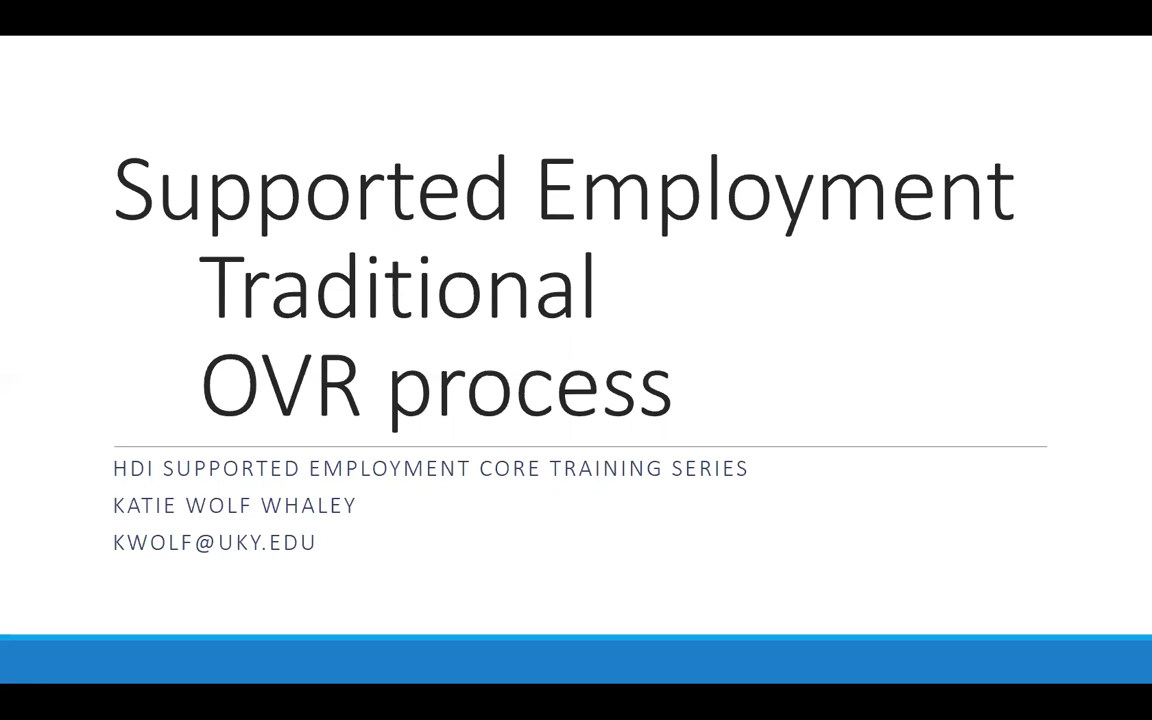 Supported Employment
Traditional
OVR process
HDI SUPPORTED EMPLOYMENT CORE TRAINING SERIES
KATIE WOLF WHALEY
KWOLF@UKY.EDU